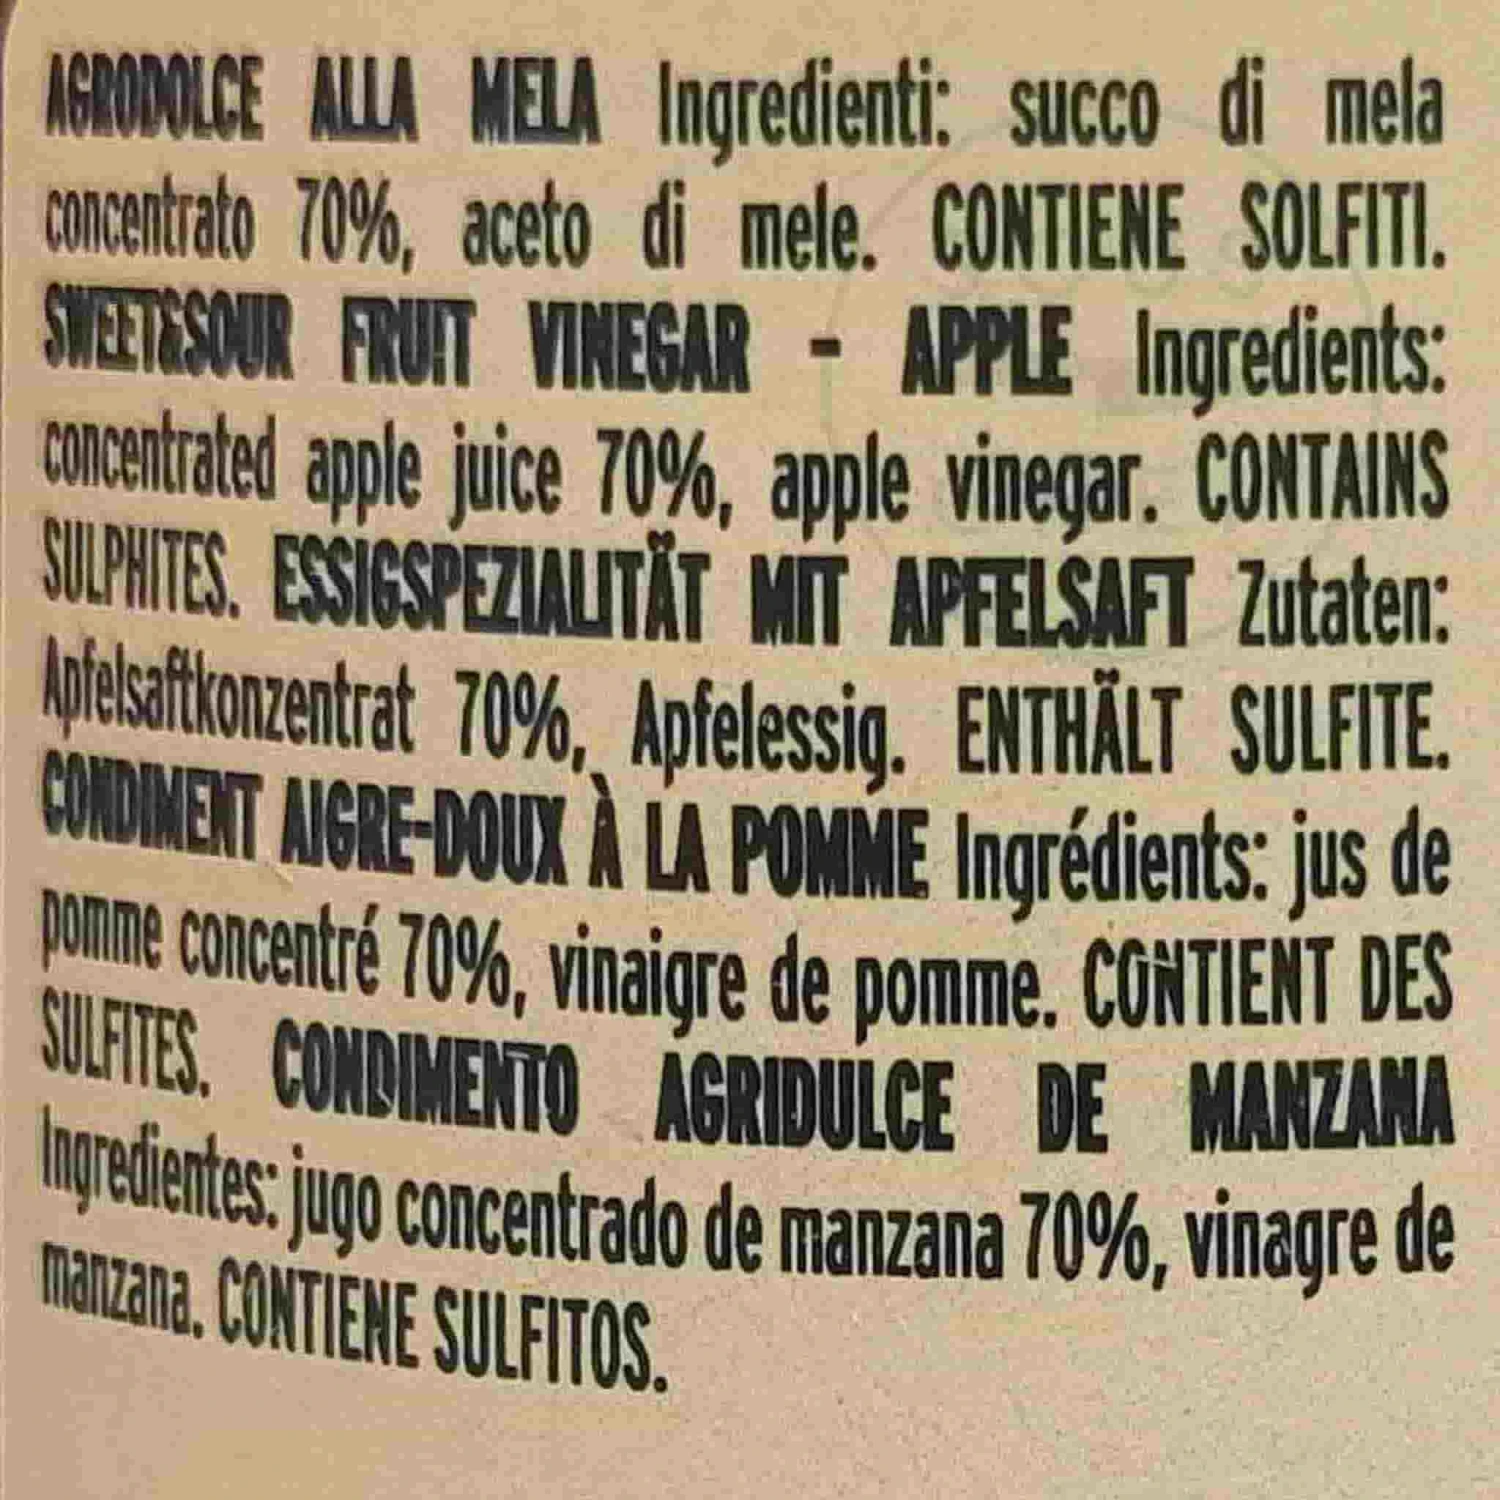 AGRODOLCE ALLA MELA Ingredienti: succo di mela
concentrato 70%, aceto di mele. CONTIENE SOLFITI.
SWEET&SOUR FRUIT VINEGAR - APPLE Ingredients:
concentrated apple juice 70%, apple vinegar. CONTAINS
SULPHITES. ESSIGSPEZIALITÄT MIT APFELSAFT Zutaten:
Apfelsaftkonzentrat 70%, Apfelessig. ENTHÄLT SULFITE.
CONDIMENT AIGRE-DOUX À LA POMME Ingrédients: jus de
pomme concentré 70%, vinaigre de pomme. CONTIENT DES
SULFITES. CONDIMENTO AGRIDULCE DE MANZANA
Ingredientes: jugo concentrado de manzana 70%, vinagre de
manzana. CONTIENE SULFITOS.